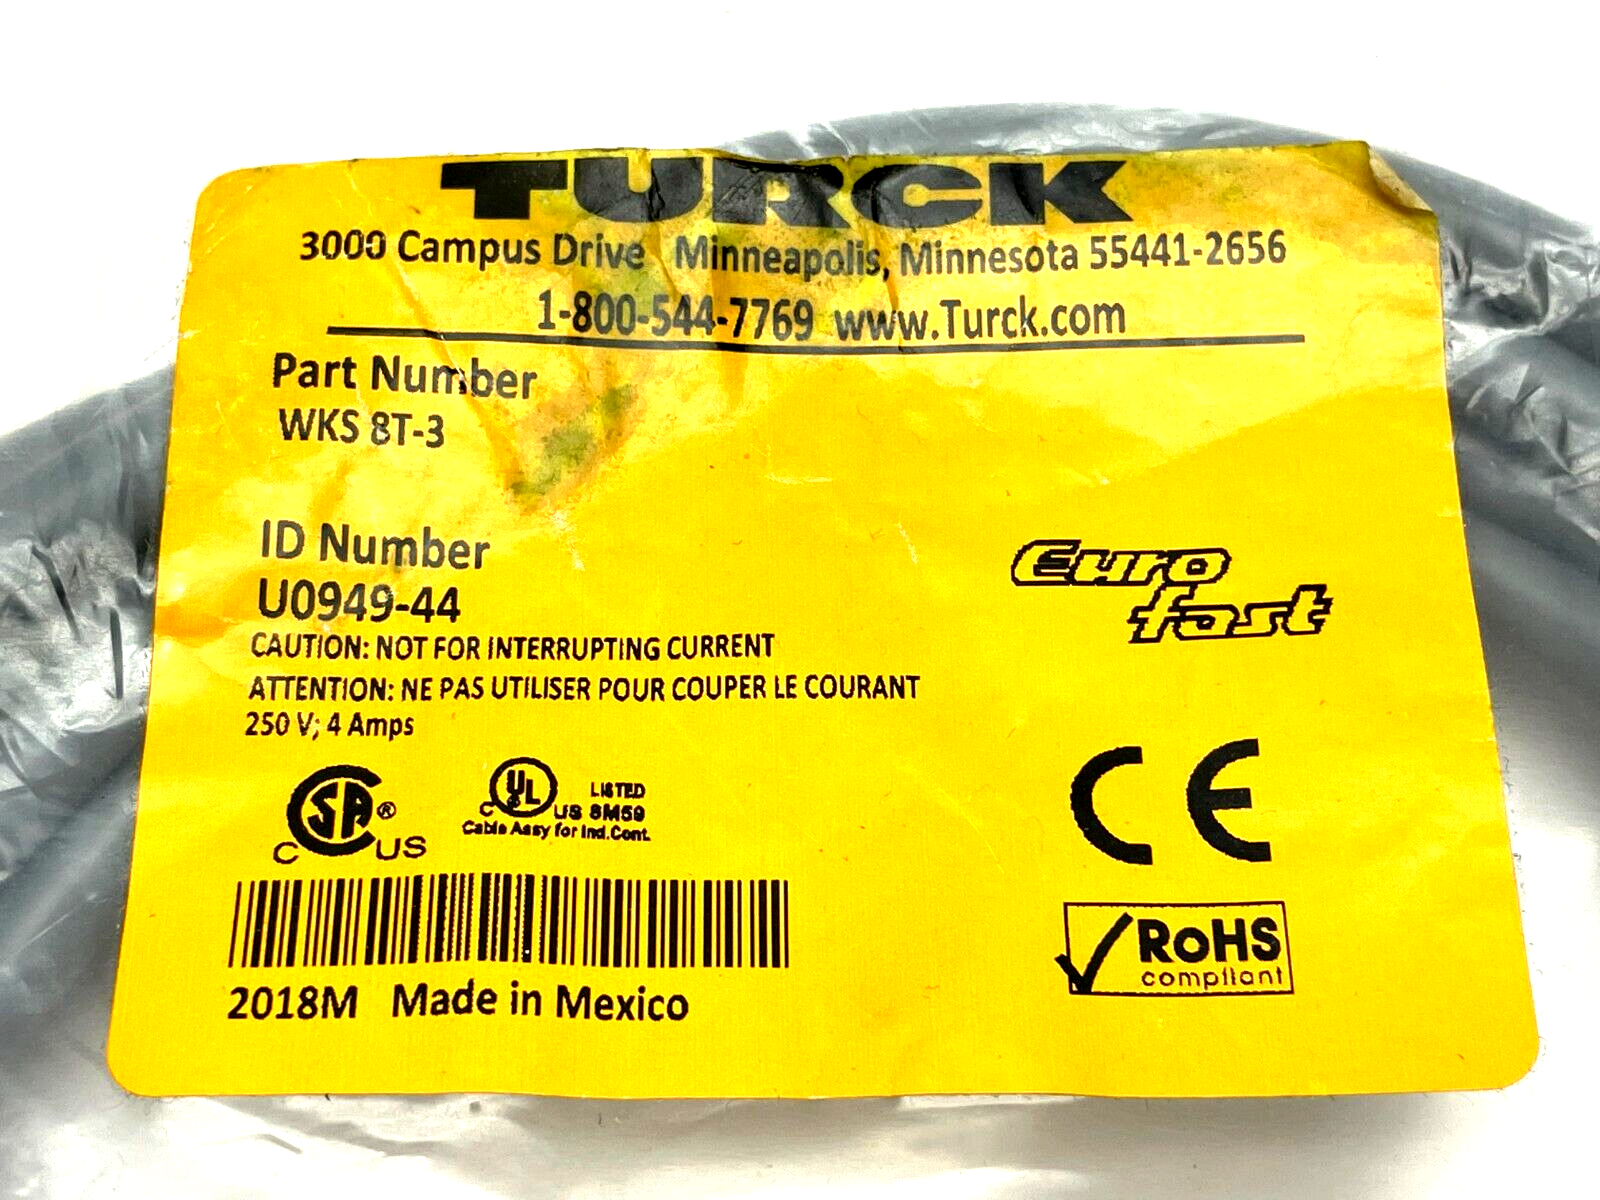 TURCK
3000 Campus Drive Minneapolis, Minnesota 55441-2656
1-800-544-7769 www.Turck.com
Part Number
WKS 8T-3
ID Number
U0949-44
CAUTION: NOT FOR INTERRUPTING CURRENT
ATTENTION: NE PAS UTILISER POUR COUPER LE COURANT
250 V; 4 Amps
Euro
fast
CSA® C US
C UL US LISTED 8M59
Cable Assy for Ind.Cont.
CE
RoHS
compliant
2018M Made in Mexico